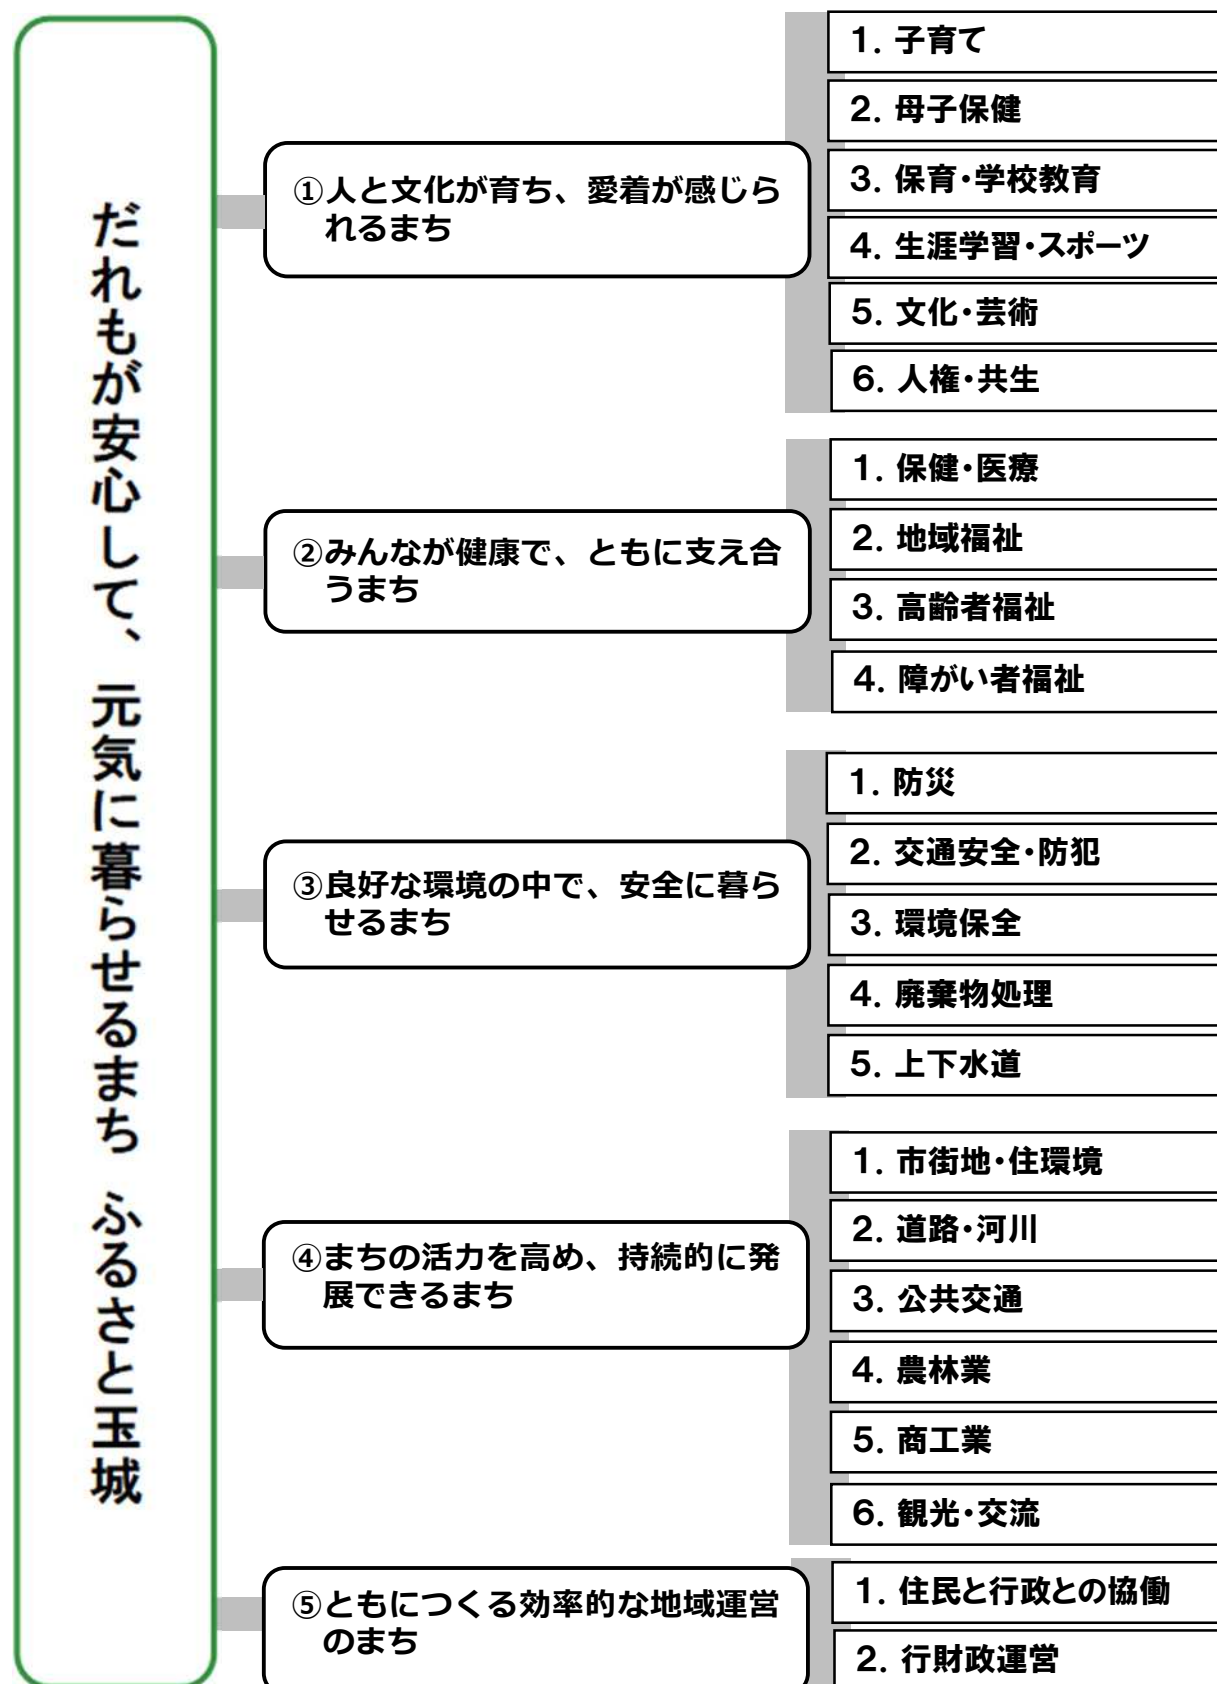 だれもが安心して、元気に暮らせるまち ふるさと玉城
①人と文化が育ち、愛着が感じら
れるまち
1. 子育て
2. 母子保健
3. 保育・学校教育
4. 生涯学習・スポーツ
5. 文化・芸術
6. 人権・共生
②みんなが健康で、ともに支え合
うまち
1. 保健・医療
2. 地域福祉
3. 高齢者福祉
4. 障がい者福祉
③良好な環境の中で、安全に暮ら
せるまち
1. 防災
2. 交通安全・防犯
3. 環境保全
4. 廃棄物処理
5. 上下水道
④まちの活力を高め、持続的に発
展できるまち
1. 市街地・住環境
2. 道路・河川
3. 公共交通
4. 農林業
5. 商工業
6. 観光・交流
⑤ともにつくる効率的な地域運営
のまち
1. 住民と行政との協働
2. 行財政運営